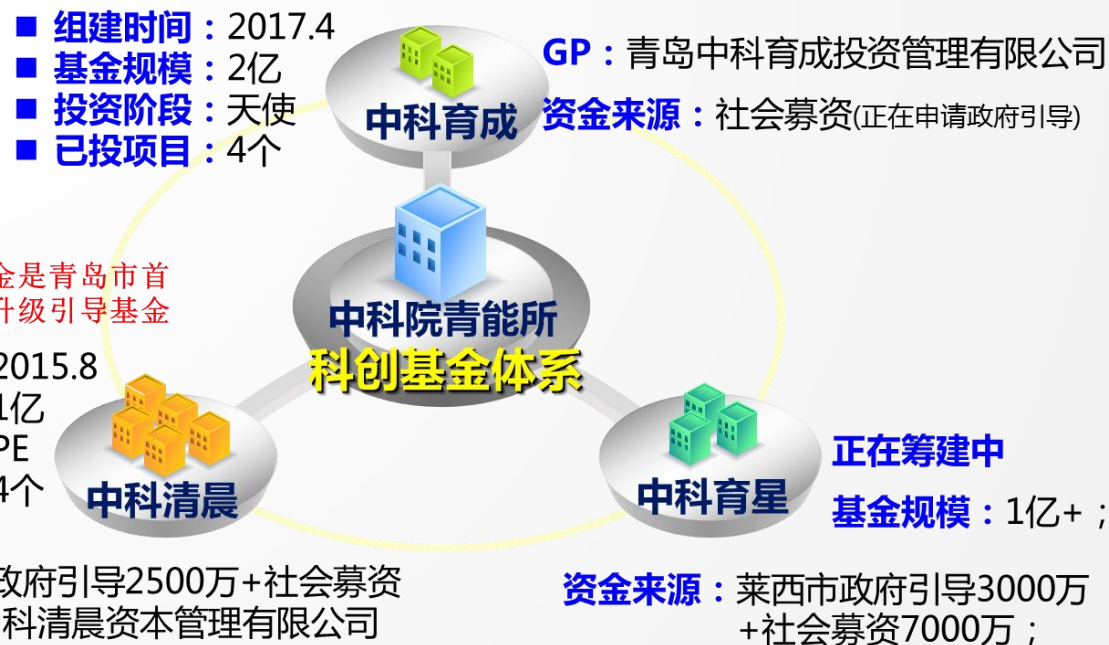 组建时间：2017.4
基金规模：2亿
投资阶段：天使
已投项目：4个
中科育成
GP：青岛中科育成投资管理有限公司
资金来源：社会募资(正在申请政府引导)
中科院青能所
科创基金体系
金是青岛市首
升级引导基金
2015.8
1亿
PE
4个
中科清晨
政府引导2500万+社会募资
科清晨资本管理有限公司
中科育星
正在筹建中
基金规模：1亿+；
资金来源：莱西市政府引导3000万
+社会募资7000万；